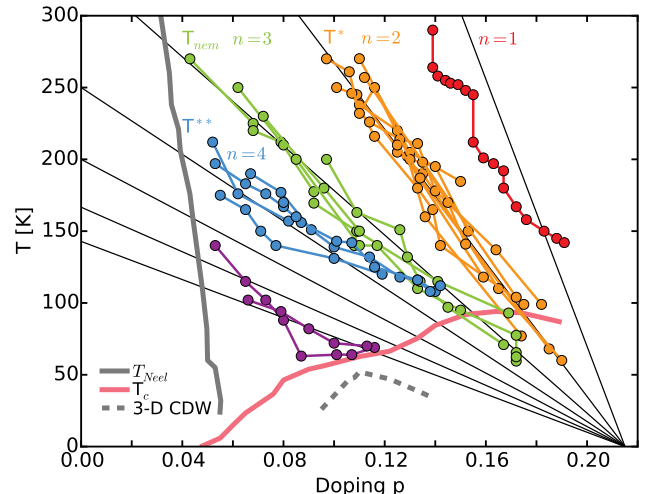 300
T_nem n=3
T* n=2
n=1
250
T**
n=4
200
T [K]
150
100
T_Neel
50
T_c
3-D CDW
0
0.00 0.04 0.08 0.12 0.16 0.20
Doping p